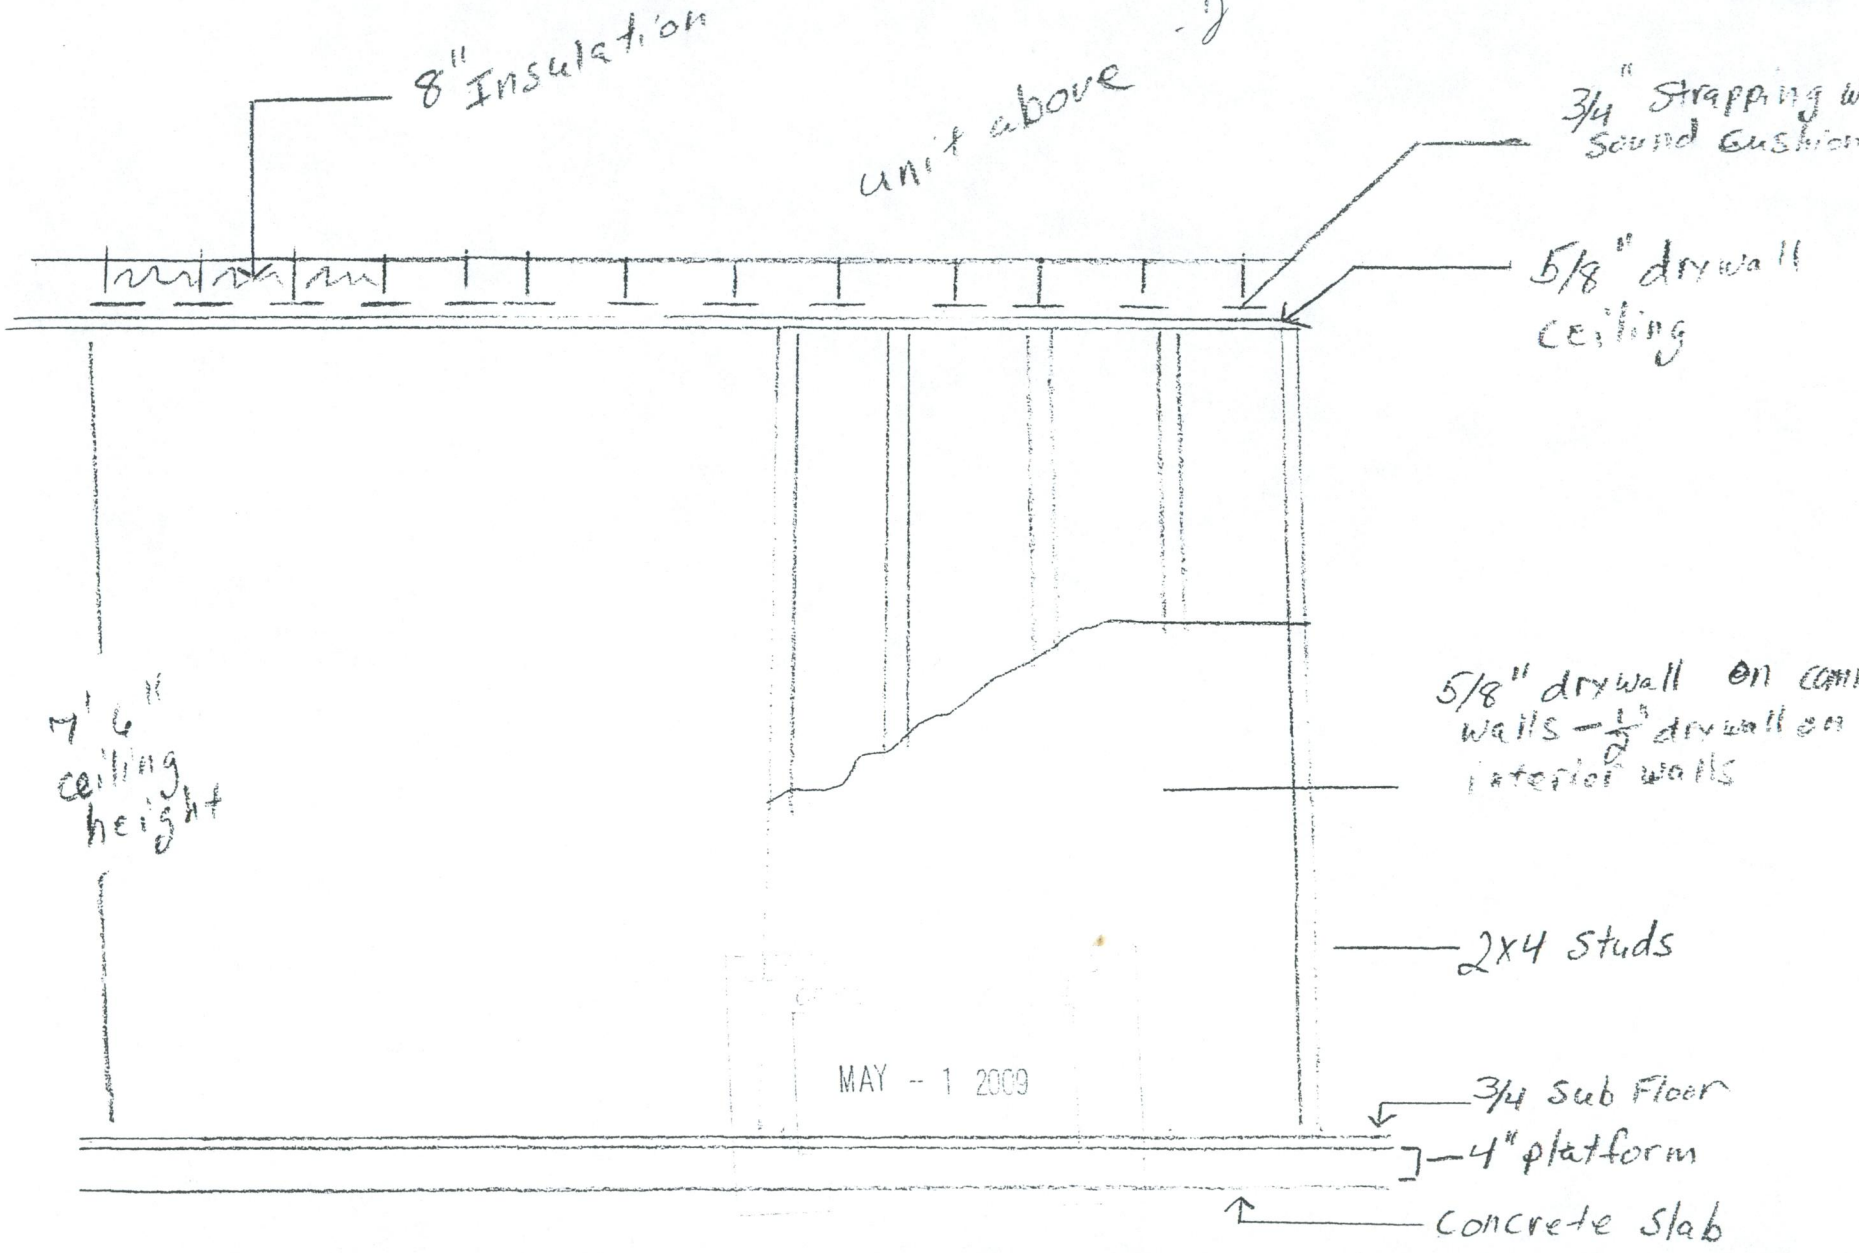 8" Insulation
unit above
3/4" Strapping w
Sound Cushion
5/8" drywall
ceiling
7' 6"
ceiling
height
5/8" drywall on com
walls - 1/2" drywall on
interior walls
2x4 Studs
MAY - 1 2009
3/4 Sub Floor
4" platform
Concrete Slab